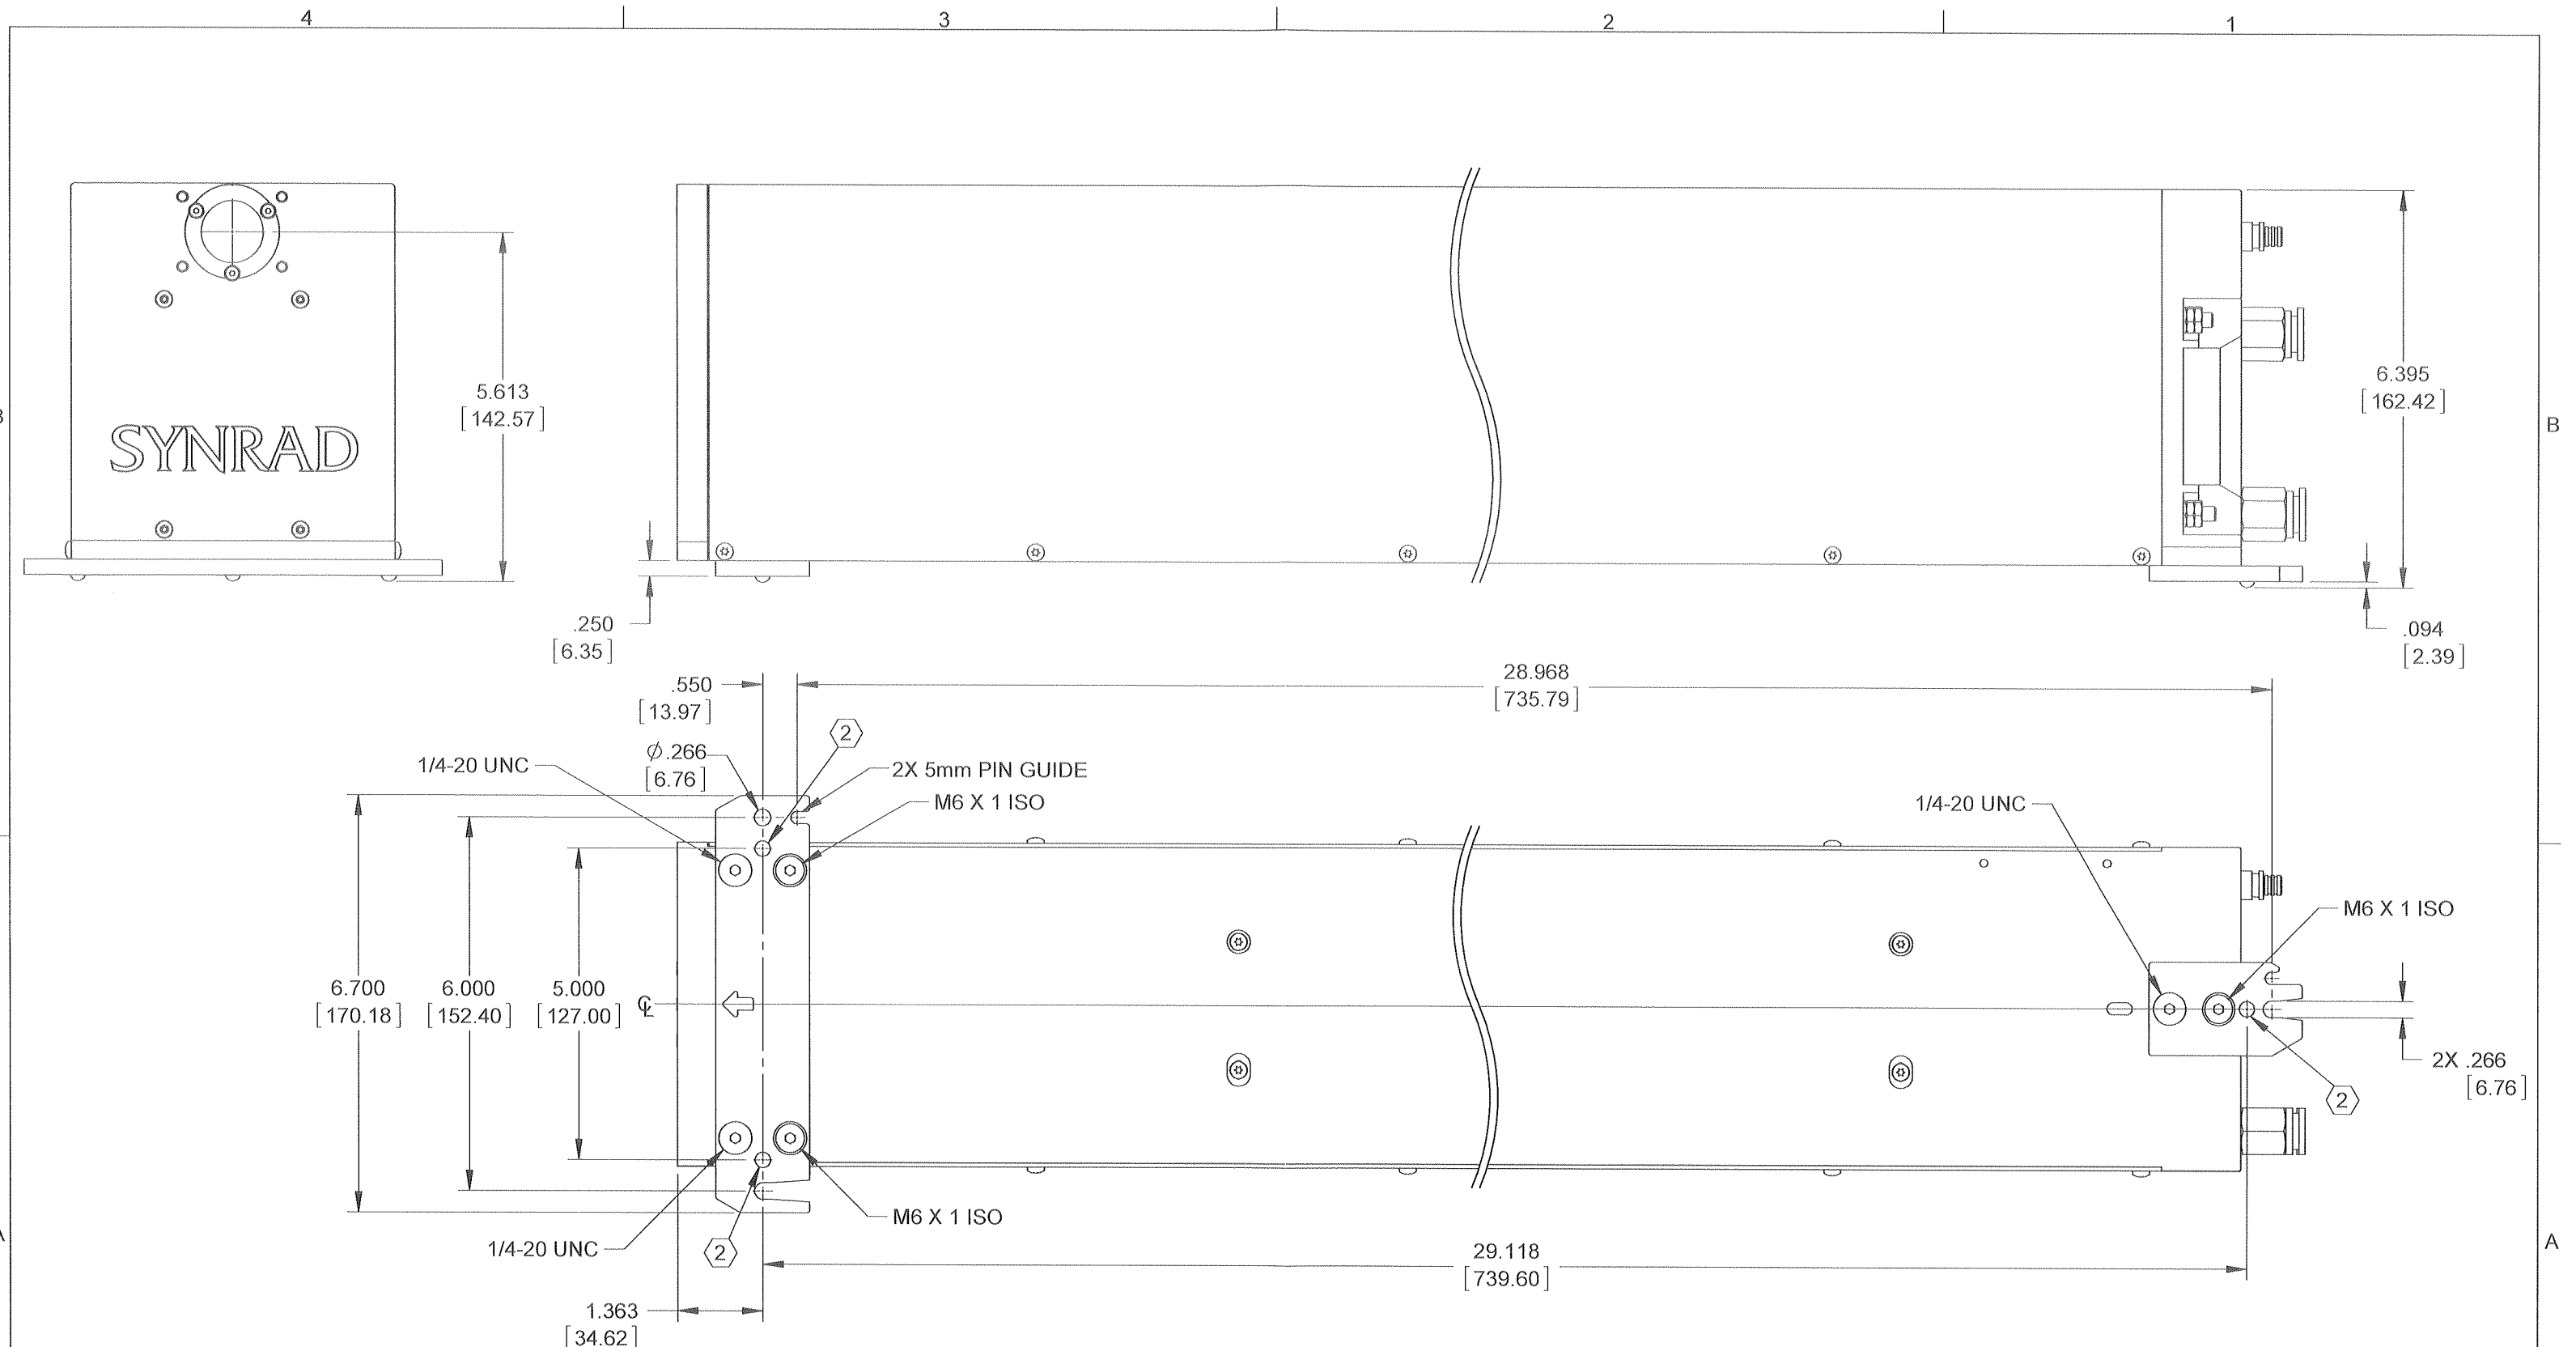 4
3
2
1
5.613
[142.57]
6.395
[162.42]
B
SYNRAD
.250
[6.35]
.094
[2.39]
28.968
[735.79]
.550
[13.97]
2
Ø.266
[6.76]
1/4-20 UNC
2X 5mm PIN GUIDE
M6 X 1 ISO
1/4-20 UNC
M6 X 1 ISO
6.700
[170.18]
6.000
[152.40]
5.000
[127.00]
℄
2X .266
[6.76]
2
M6 X 1 ISO
1/4-20 UNC
2
A
29.118
[739.60]
1.363
[34.62]